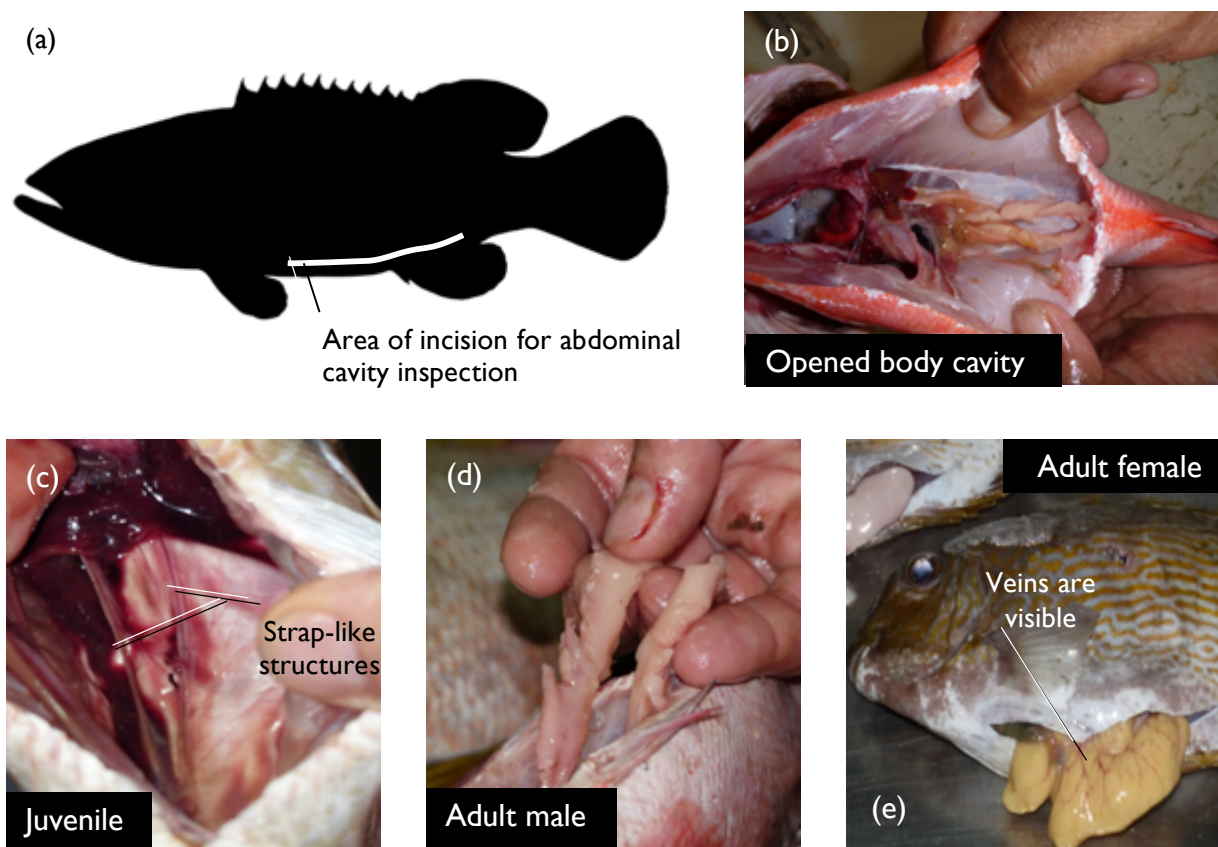 (a)
Area of incision for abdominal
cavity inspection
(b)
Opened body cavity
(c)
Strap-like
structures
Juvenile
(d)
Adult male
Adult female
Veins are
visible
(e)